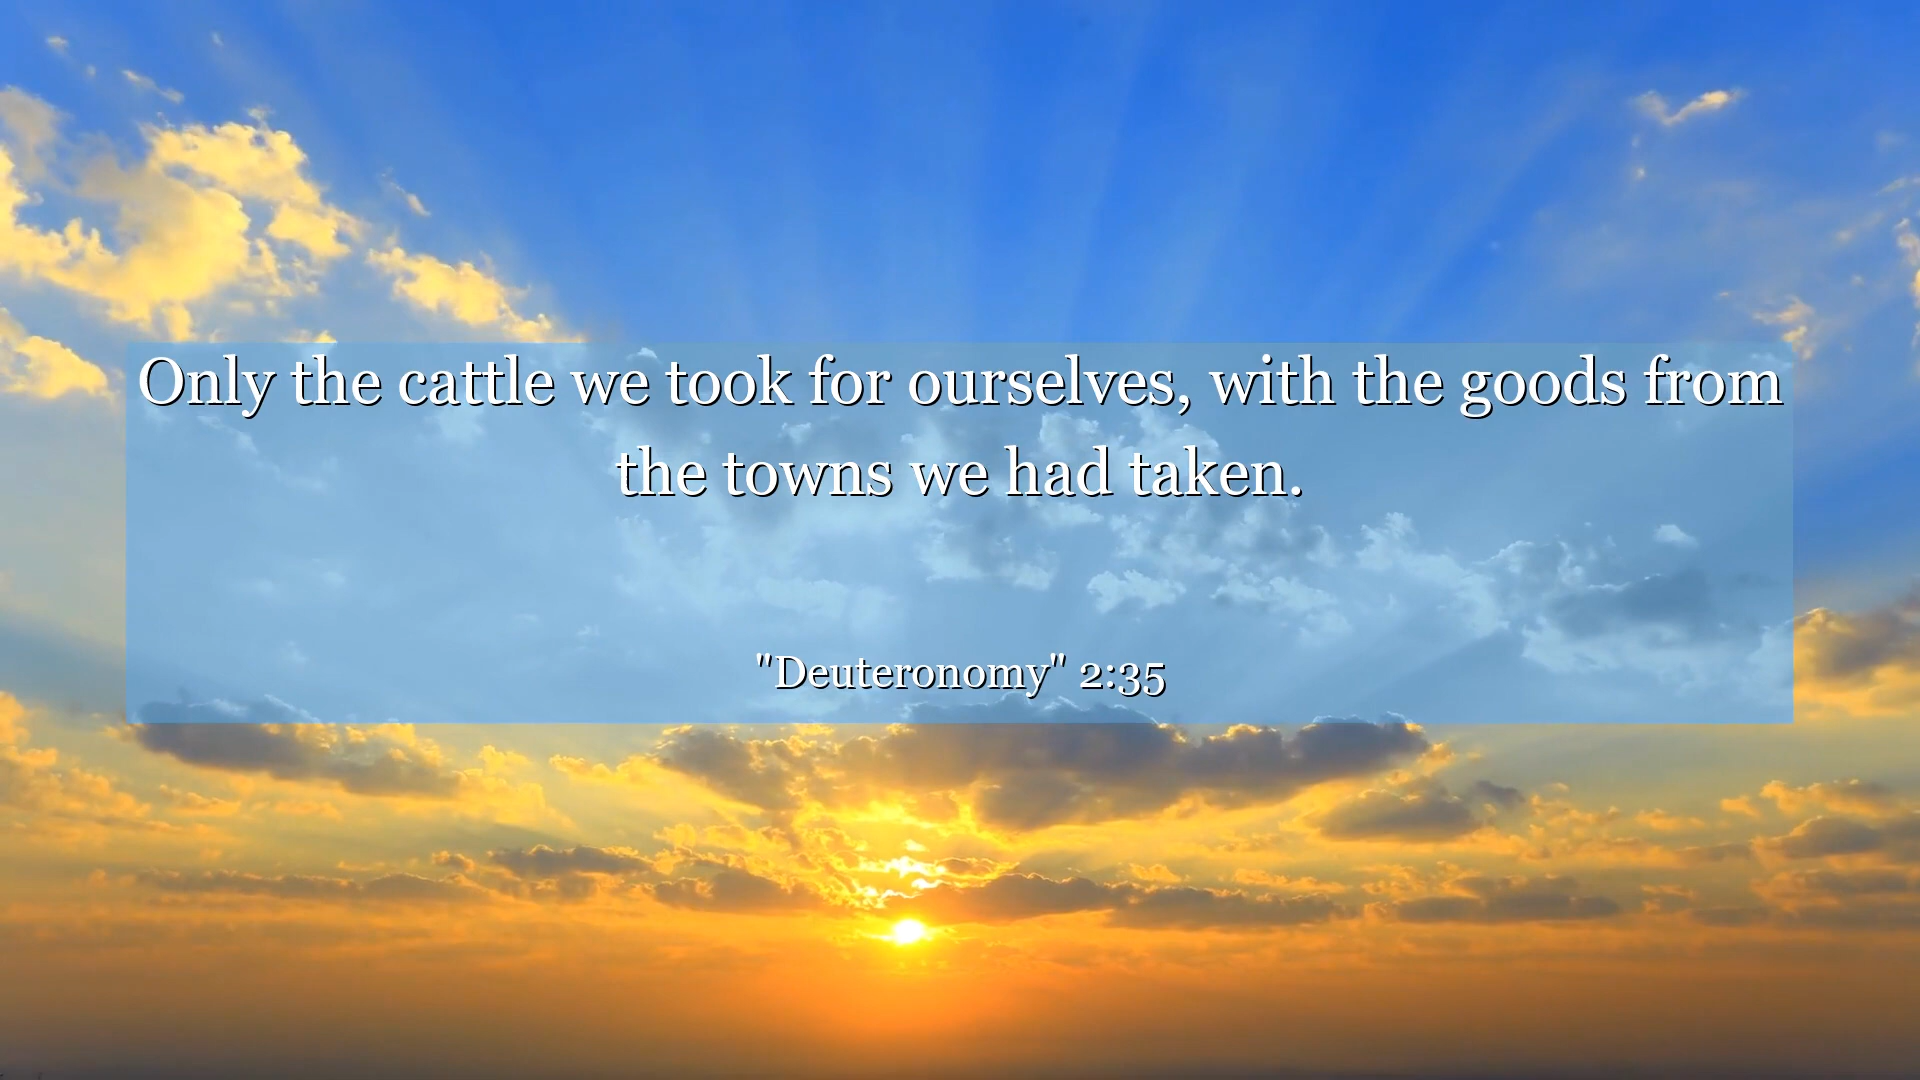 Only the cattle we took for ourselves, with the goods from
the towns we had taken.
"Deuteronomy" 2:35